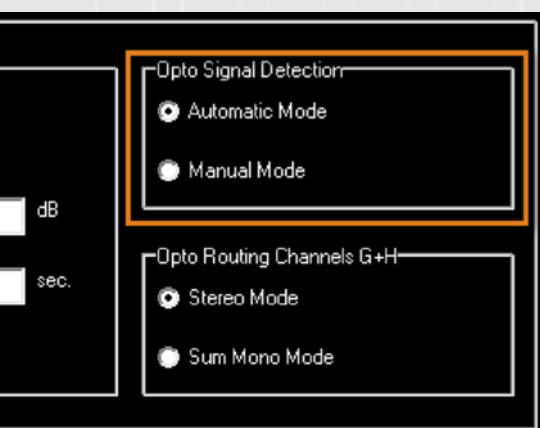 Opto Signal Detection
Automatic Mode
Manual Mode
dB
Opto Routing Channels G+H
sec.
Stereo Mode
Sum Mono Mode